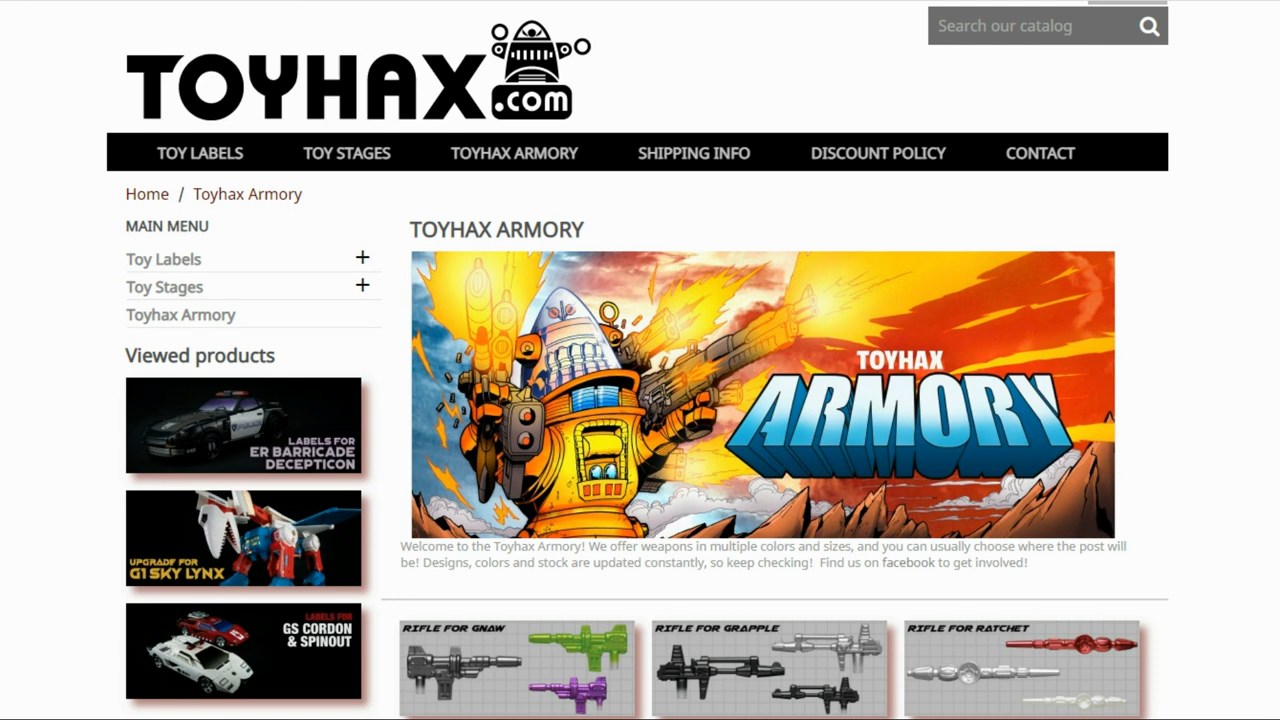 TOYHAX
.com
Search our catalog
TOY LABELS TOY STAGES TOYHAX ARMORY SHIPPING INFO DISCOUNT POLICY CONTACT
Home / Toyhax Armory
MAIN MENU
Toy Labels +
Toy Stages +
Toyhax Armory
Viewed products
LABELS FOR
ER BARRICADE
DECEPTICON
UPGRADE FOR
G1 SKY LYNX
LABELS FOR
GS CORDON
& SPINOUT
TOYHAX ARMORY
TOYHAX
ARMORY
Welcome to the Toyhax Armory! We offer weapons in multiple colors and sizes, and you can usually choose where the post will
be! Designs, colors and stock are updated constantly, so keep checking! Find us on facebook to get involved!
RIFLE FOR GNAW
RIFLE FOR GRAPPLE
RIFLE FOR RATCHET